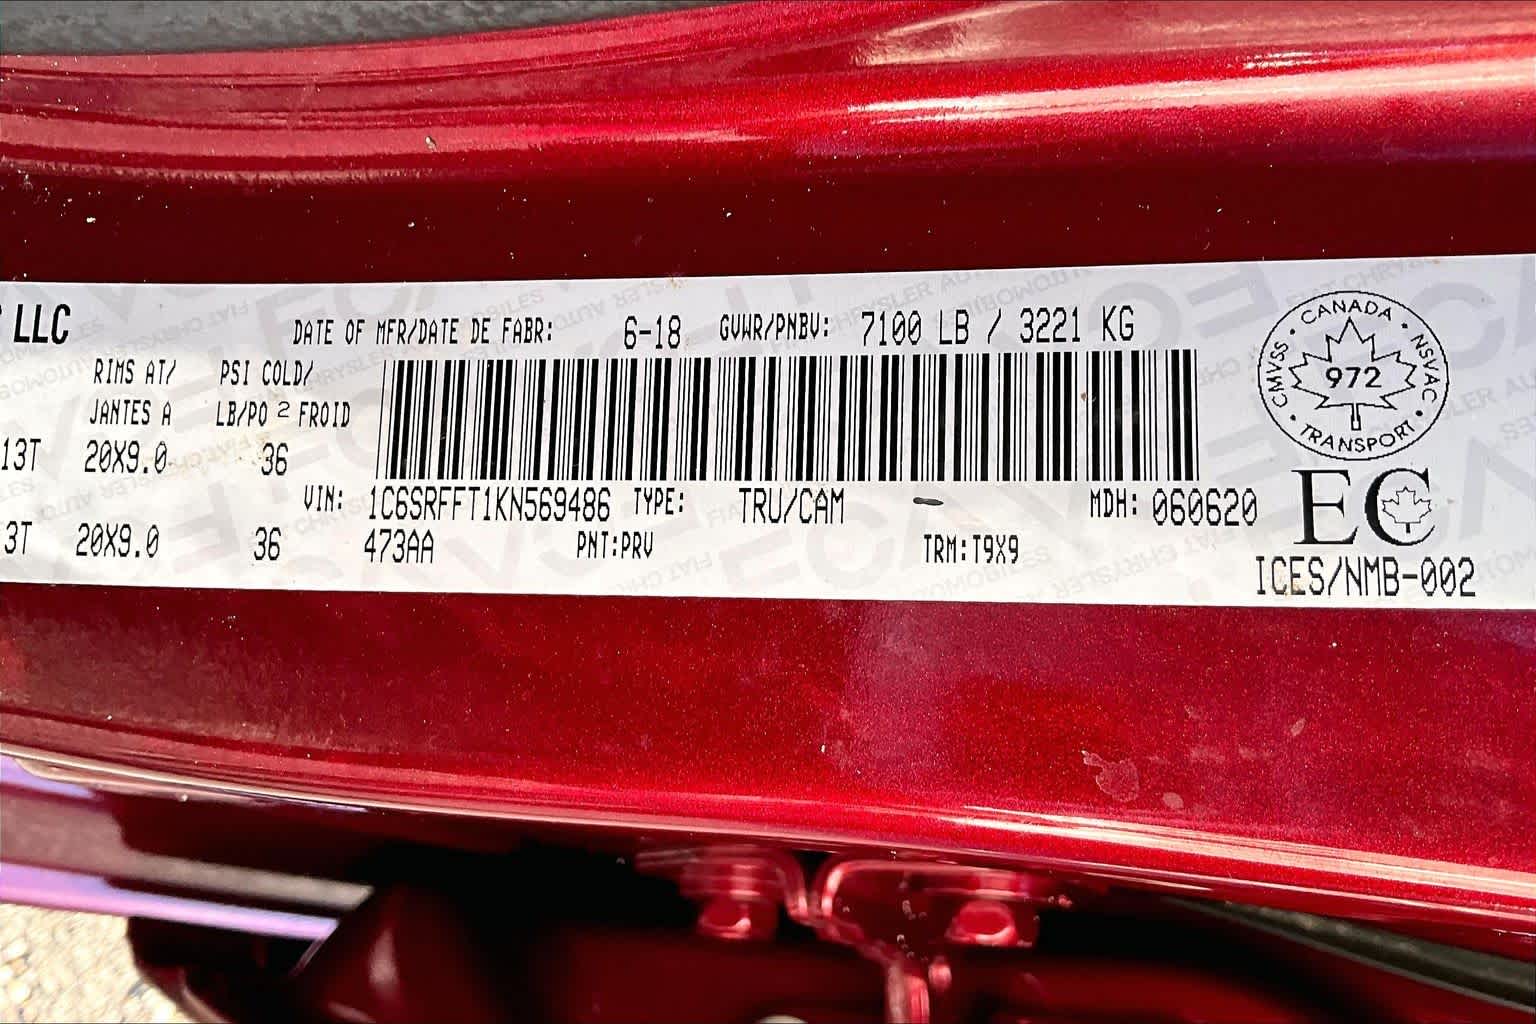 LLC
DATE OF MFR/DATE DE FABR: 6-18 GVWR/PNBV: 7100 LB / 3221 KG
RIMS AT/ PSI COLD/
JANTES A LB/PO 2 FROID
13T 20X9.0 36
VIN: 1C6SRFFT1KN569486 TYPE: TRU/CAM — MDH: 060620
3T 20X9.0 36 473AA PNT:PRV TRM:T9X9
CANADA
CMVSS · NSVAC
972
TRANSPORT
EC
ICES/NMB-002